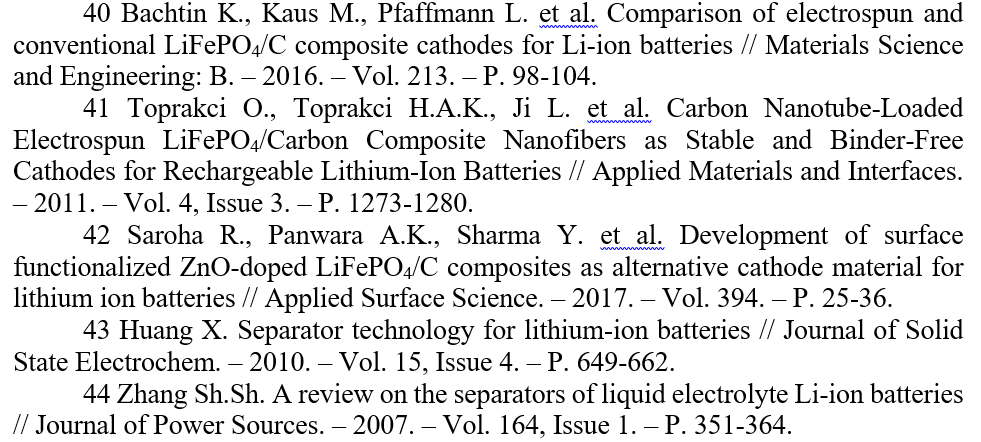 40 Bachtin K., Kaus M., Pfaffmann L. et al. Comparison of electrospun and
conventional LiFePO₄/C composite cathodes for Li-ion batteries // Materials Science
and Engineering: B. – 2016. – Vol. 213. – P. 98-104.
41 Toprakci O., Toprakci H.A.K., Ji L. et al. Carbon Nanotube-Loaded
Electrospun LiFePO₄/Carbon Composite Nanofibers as Stable and Binder-Free
Cathodes for Rechargeable Lithium-Ion Batteries // Applied Materials and Interfaces.
– 2011. – Vol. 4, Issue 3. – P. 1273-1280.
42 Saroha R., Panwara A.K., Sharma Y. et al. Development of surface
functionalized ZnO-doped LiFePO₄/C composites as alternative cathode material for
lithium ion batteries // Applied Surface Science. – 2017. – Vol. 394. – P. 25-36.
43 Huang X. Separator technology for lithium-ion batteries // Journal of Solid
State Electrochem. – 2010. – Vol. 15, Issue 4. – P. 649-662.
44 Zhang Sh.Sh. A review on the separators of liquid electrolyte Li-ion batteries
// Journal of Power Sources. – 2007. – Vol. 164, Issue 1. – P. 351-364.